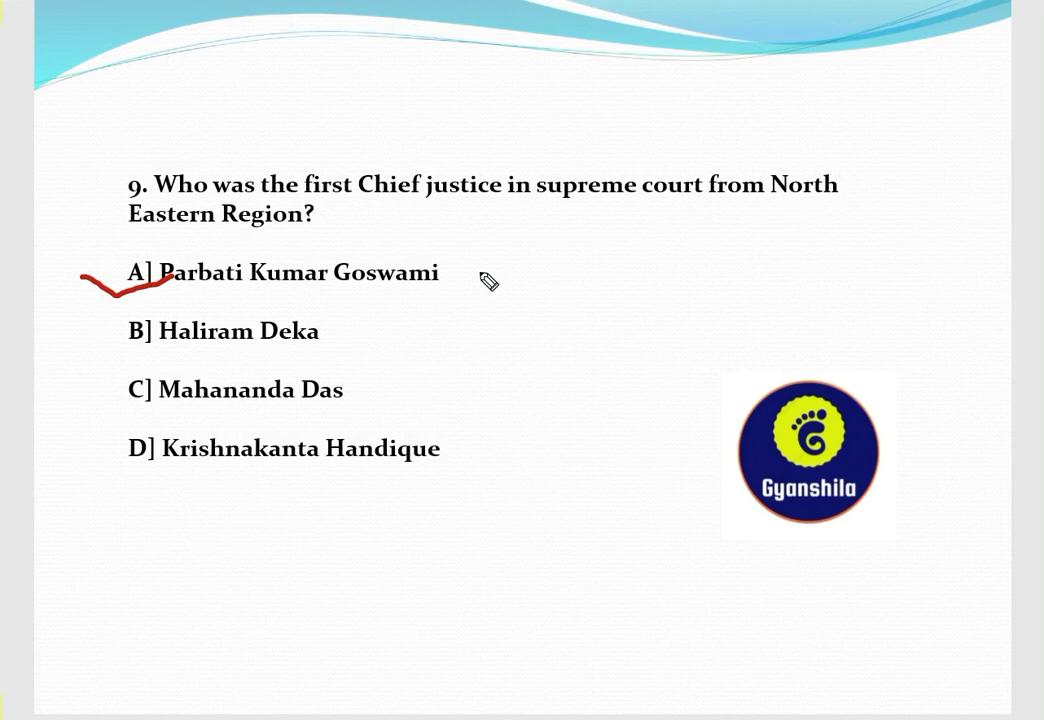 9. Who was the first Chief justice in supreme court from North
Eastern Region?
A] Parbati Kumar Goswami
B] Haliram Deka
C] Mahananda Das
D] Krishnakanta Handique
Gyanshila